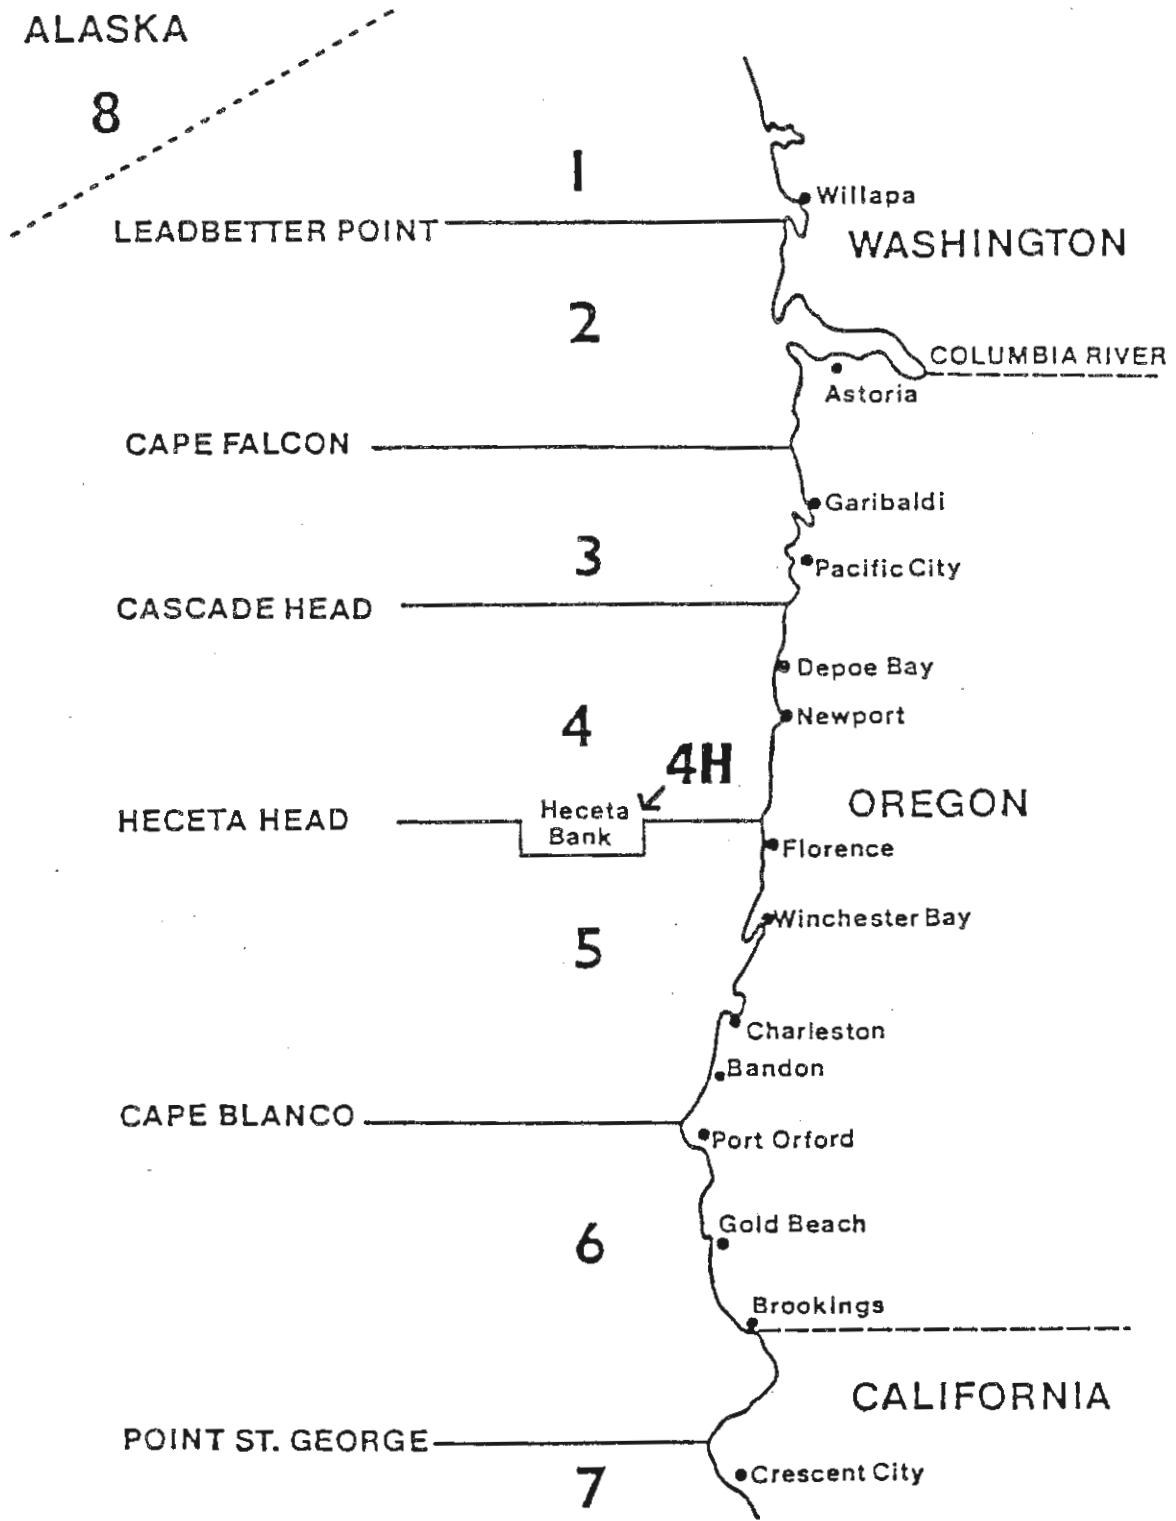 ALASKA
8
1
Willapa
LEADBETTER POINT
WASHINGTON
2
COLUMBIA RIVER
Astoria
CAPE FALCON
Garibaldi
3
Pacific City
CASCADE HEAD
Depoe Bay
Newport
4
4H
OREGON
Heceta
Bank
HECETA HEAD
Florence
Winchester Bay
5
Charleston
Bandon
CAPE BLANCO
Port Orford
Gold Beach
6
Brookings
CALIFORNIA
POINT ST. GEORGE
Crescent City
7